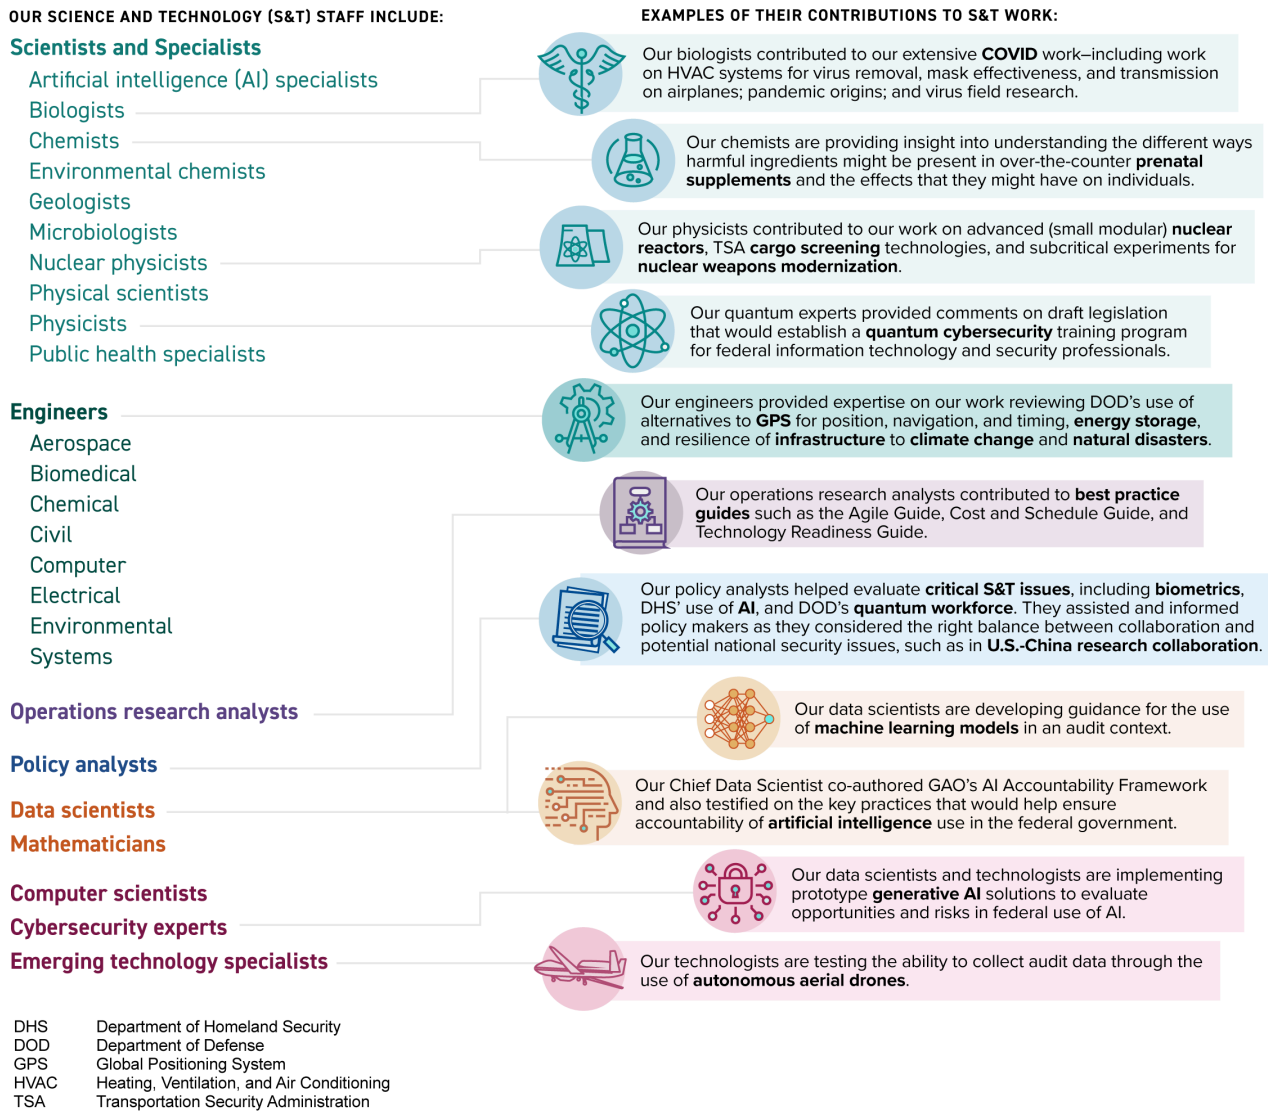 OUR SCIENCE AND TECHNOLOGY (S&T) STAFF INCLUDE:
Scientists and Specialists
Artificial intelligence (AI) specialists
Biologists
Chemists
Environmental chemists
Geologists
Microbiologists
Nuclear physicists
Physical scientists
Physicists
Public health specialists
Engineers
Aerospace
Biomedical
Chemical
Civil
Computer
Electrical
Environmental
Systems
Operations research analysts
Policy analysts
Data scientists
Mathematicians
Computer scientists
Cybersecurity experts
Emerging technology specialists
EXAMPLES OF THEIR CONTRIBUTIONS TO S&T WORK:
Our biologists contributed to our extensive COVID work–including work
on HVAC systems for virus removal, mask effectiveness, and transmission
on airplanes; pandemic origins; and virus field research.
Our chemists are providing insight into understanding the different ways
harmful ingredients might be present in over-the-counter prenatal
supplements and the effects that they might have on individuals.
Our physicists contributed to our work on advanced (small modular) nuclear
reactors, TSA cargo screening technologies, and subcritical experiments for
nuclear weapons modernization.
Our quantum experts provided comments on draft legislation
that would establish a quantum cybersecurity training program
for federal information technology and security professionals.
Our engineers provided expertise on our work reviewing DOD's use of
alternatives to GPS for position, navigation, and timing, energy storage,
and resilience of infrastructure to climate change and natural disasters.
Our operations research analysts contributed to best practice
guides such as the Agile Guide, Cost and Schedule Guide, and
Technology Readiness Guide.
Our policy analysts helped evaluate critical S&T issues, including biometrics,
DHS' use of AI, and DOD's quantum workforce. They assisted and informed
policy makers as they considered the right balance between collaboration and
potential national security issues, such as in U.S.-China research collaboration.
Our data scientists are developing guidance for the use
of machine learning models in an audit context.
Our Chief Data Scientist co-authored GAO's AI Accountability Framework
and also testified on the key practices that would help ensure
accountability of artificial intelligence use in the federal government.
Our data scientists and technologists are implementing
prototype generative AI solutions to evaluate
opportunities and risks in federal use of AI.
Our technologists are testing the ability to collect audit data through the
use of autonomous aerial drones.
DHS Department of Homeland Security
DOD Department of Defense
GPS Global Positioning System
HVAC Heating, Ventilation, and Air Conditioning
TSA Transportation Security Administration